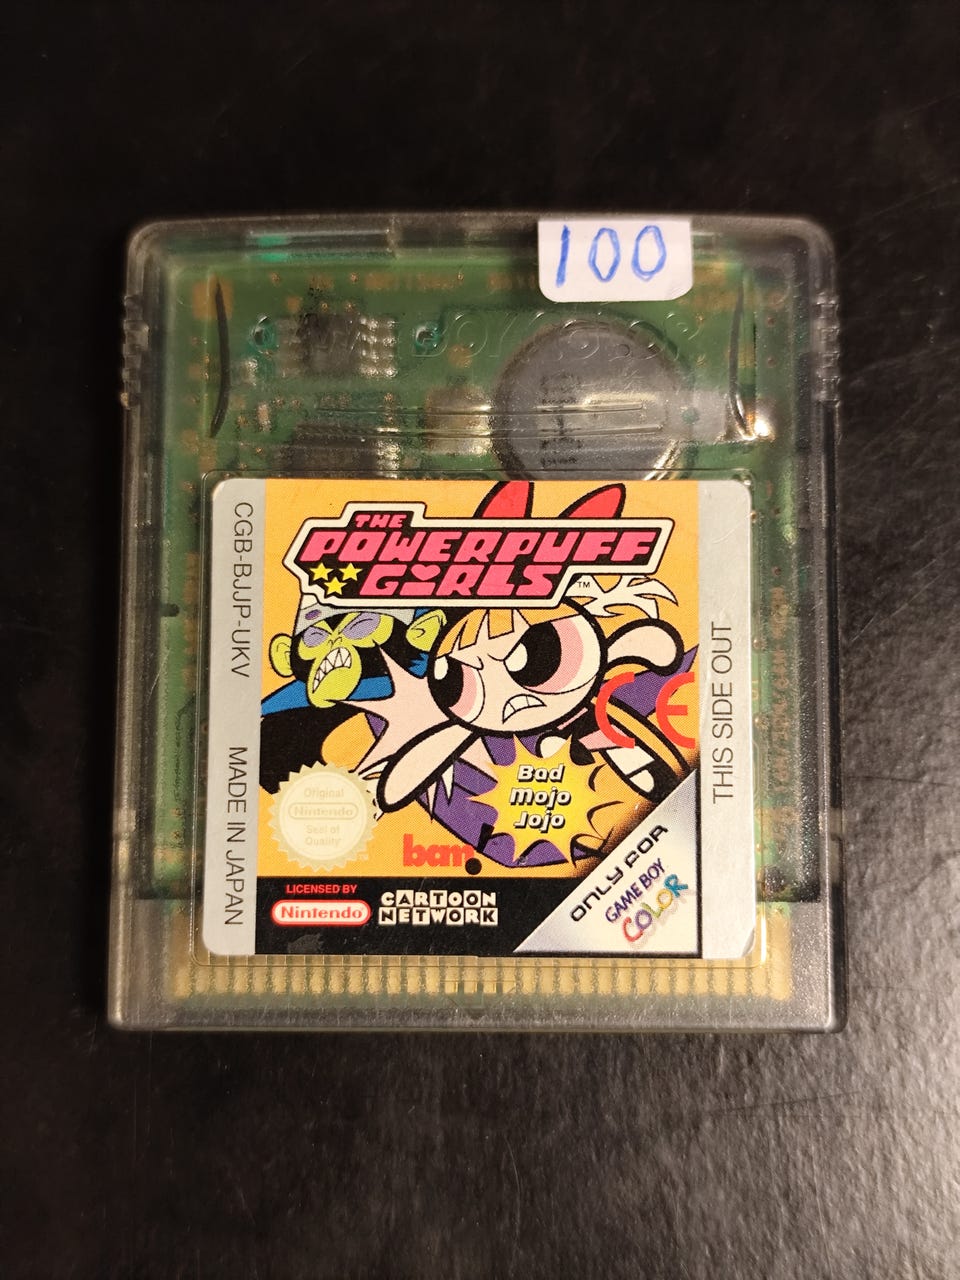 100
THE
POWERPUFF
GIRLS
TM
CGB-BJJP-UKV
MADE IN JAPAN
THIS SIDE OUT
CE
Bad
Mojo
Jojo
Original
Nintendo
Seal of
Quality
bam!
LICENSED BY
Nintendo
CARTOON
NETWORK
ONLY FOR
GAME BOY
COLOR